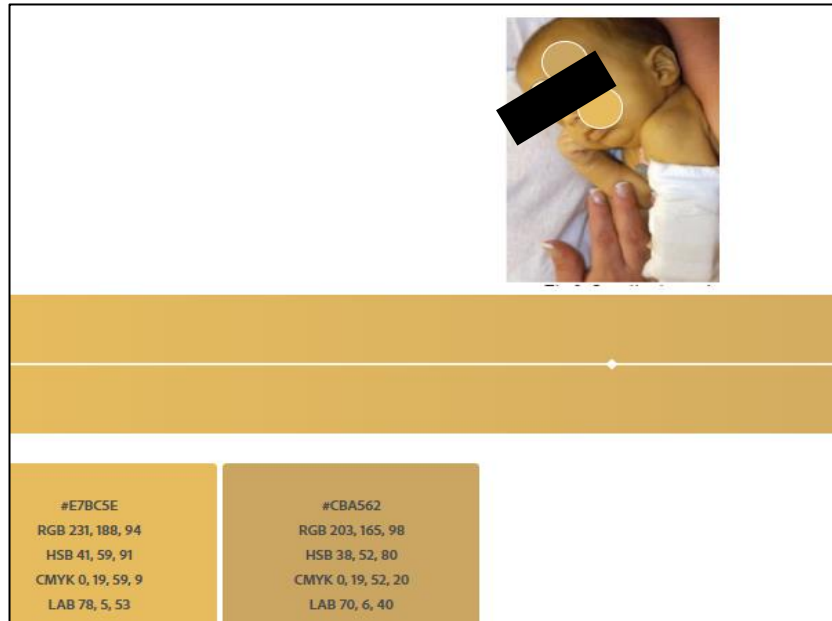 #E7BC5E
RGB 231, 188, 94
HSB 41, 59, 91
CMYK 0, 19, 59, 9
LAB 78, 5, 53
#CBA562
RGB 203, 165, 98
HSB 38, 52, 80
CMYK 0, 19, 52, 20
LAB 70, 6, 40